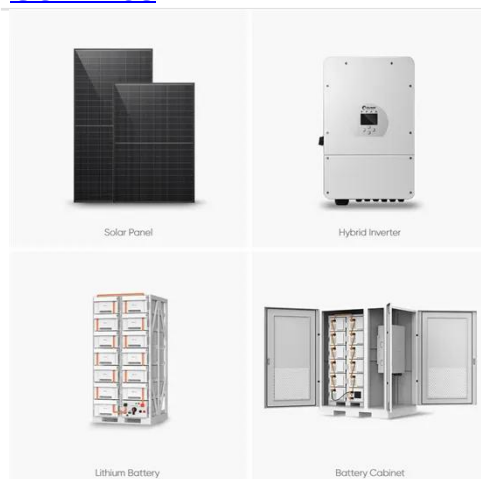 Solar Panel
Hybrid Inverter
Lithium Battery
Battery Cabinet